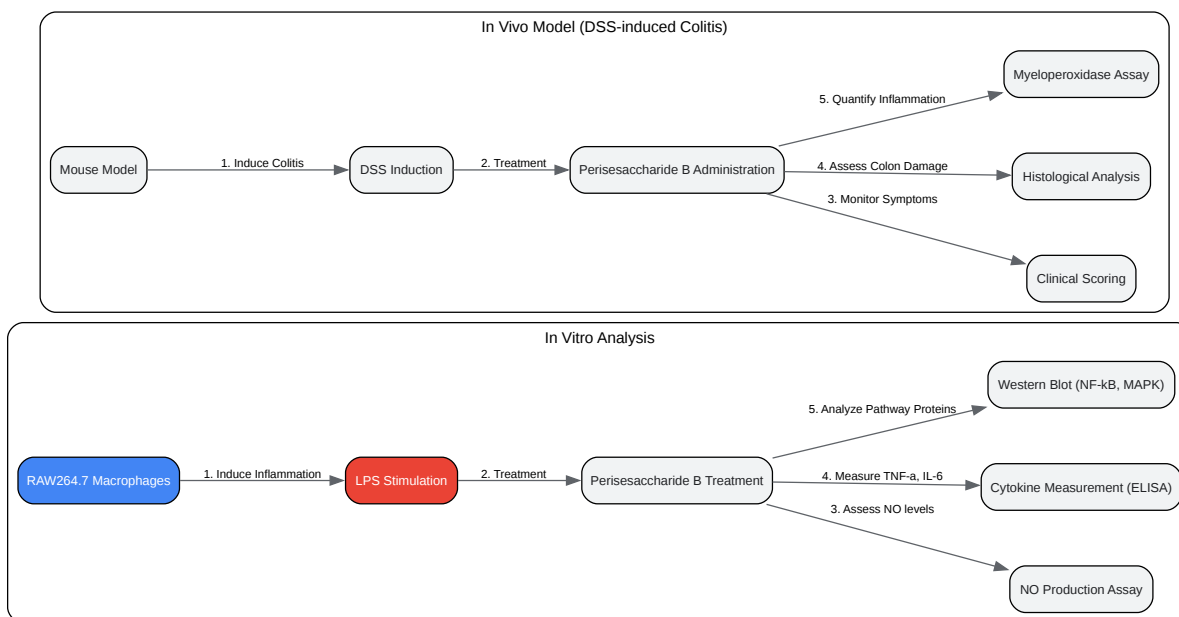 In Vivo Model (DSS-induced Colitis)
Mouse Model
1. Induce Colitis
DSS Induction
2. Treatment
Perisesaccharide B Administration
5. Quantify Inflammation
Myeloperoxidase Assay
4. Assess Colon Damage
Histological Analysis
3. Monitor Symptoms
Clinical Scoring
In Vitro Analysis
RAW264.7 Macrophages
1. Induce Inflammation
LPS Stimulation
2. Treatment
Perisesaccharide B Treatment
5. Analyze Pathway Proteins
Western Blot (NF-kB, MAPK)
4. Measure TNF-a, IL-6
Cytokine Measurement (ELISA)
3. Assess NO levels
NO Production Assay